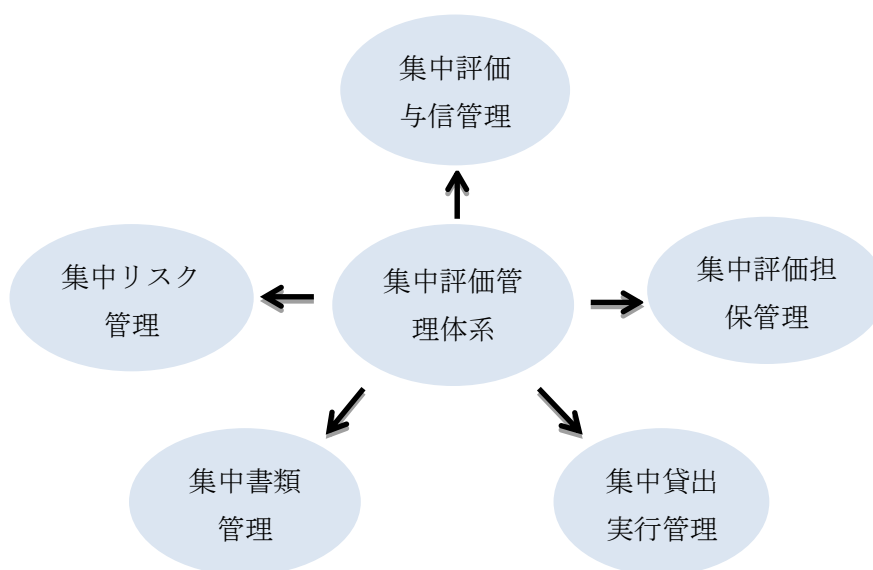 集中評価
与信管理
集中リスク
管理
集中評価管
理体系
集中評価担
保管理
集中書類
管理
集中貸出
実行管理